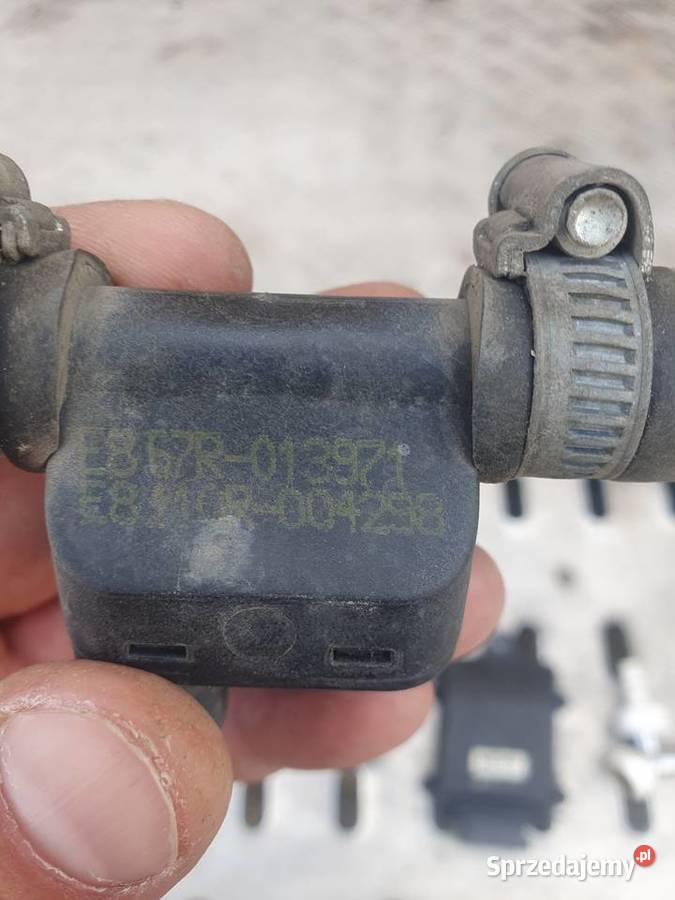 E8 67R-013971
E8 110R-004298
Sprzedajemy.pl